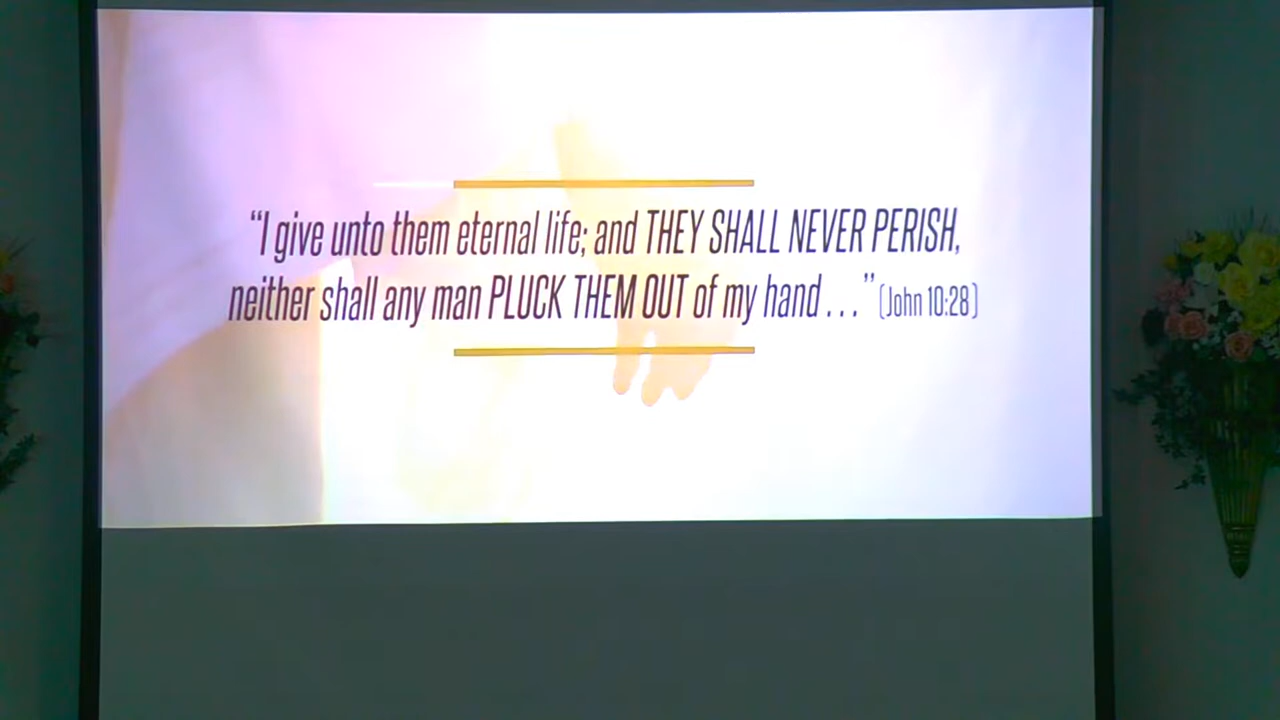 “I give unto them eternal life; and THEY SHALL NEVER PERISH,
neither shall any man PLUCK THEM OUT of my hand . . .” (John 10:28)